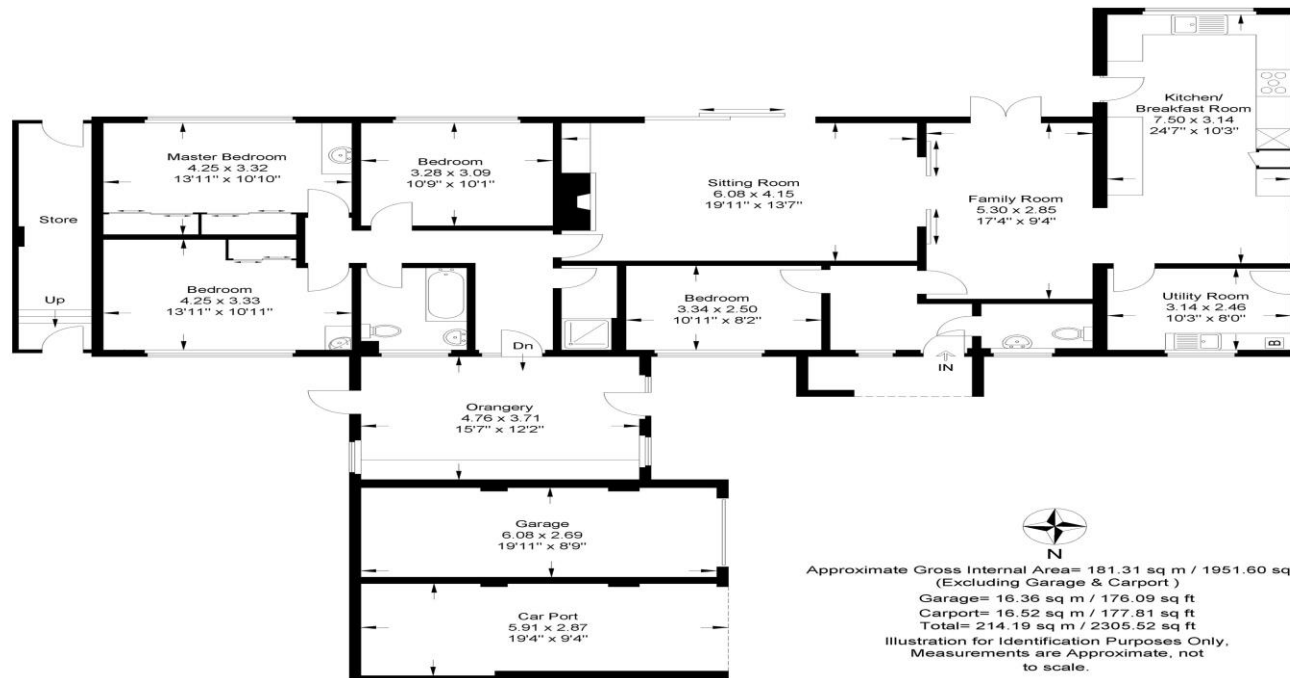 Kitchen/
Breakfast Room
7.50 x 3.14
24'7" x 10'3"
Master Bedroom
4.25 x 3.32
13'11" x 10'10"
Bedroom
3.28 x 3.09
10'9" x 10'1"
Sitting Room
6.08 x 4.15
19'11" x 13'7"
Family Room
5.30 x 2.85
17'4" x 9'4"
Store
Up
Bedroom
4.25 x 3.33
13'11" x 10'11"
Bedroom
3.34 x 2.50
10'11" x 8'2"
Utility Room
3.14 x 2.46
10'3" x 8'0"
B
Dn
IN
Orangery
4.76 x 3.71
15'7" x 12'2"
Garage
6.08 x 2.69
19'11" x 8'9"
Car Port
5.91 x 2.87
19'4" x 9'4"
N
Approximate Gross Internal Area= 181.31 sq m / 1951.60 sq
(Excluding Garage & Carport )
Garage= 16.36 sq m / 176.09 sq ft
Carport= 16.52 sq m / 177.81 sq ft
Total= 214.19 sq m / 2305.52 sq ft
Illustration for Identification Purposes Only,
Measurements are Approximate, not
to scale.